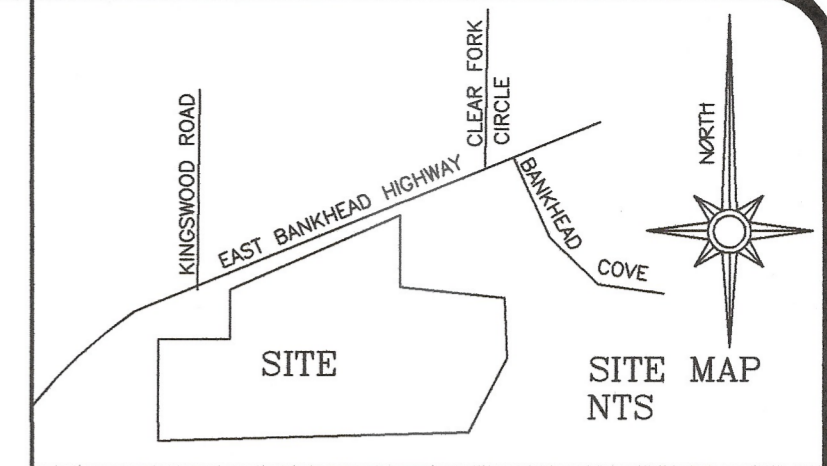 KINGSWOOD ROAD
EAST BANKHEAD HIGHWAY
CLEAR FORK
CIRCLE
BANKHEAD
COVE
NORTH
SITE
SITE MAP
NTS